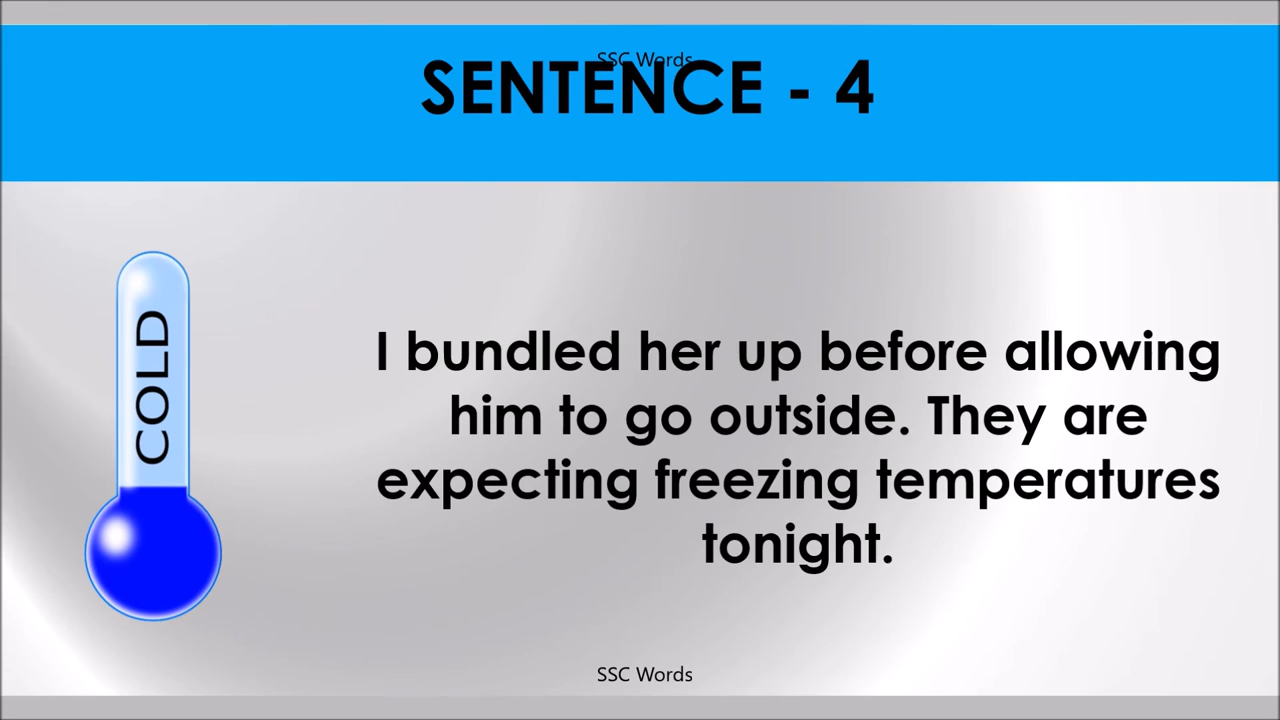 SSC Words
SENTENCE - 4
COLD
I bundled her up before allowing
him to go outside. They are
expecting freezing temperatures
tonight.
SSC Words